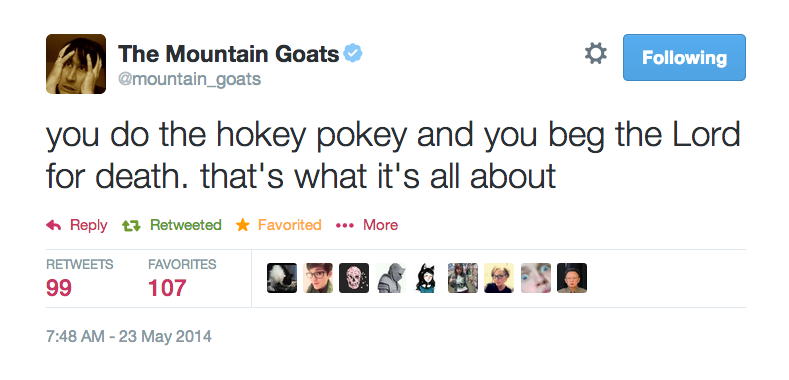 The Mountain Goats
Following
@mountain_goats
you do the hokey pokey and you beg the Lord
for death. that's what it's all about
Reply Retweeted Favorited More
RETWEETS FAVORITES
99 107
7:48 AM - 23 May 2014